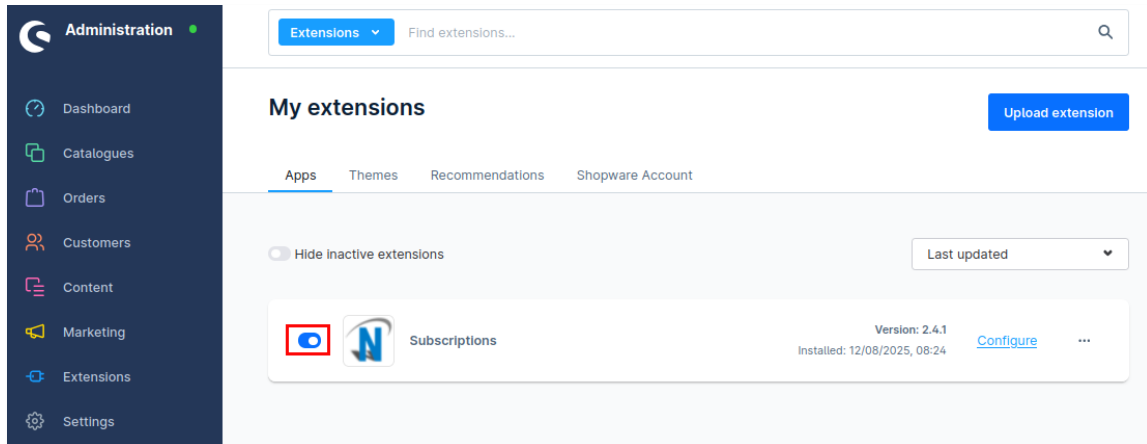 Administration
Dashboard
Catalogues
Orders
Customers
Content
Marketing
Extensions
Settings
Extensions
Find extensions...
My extensions
Upload extension
Apps
Themes
Recommendations
Shopware Account
Hide inactive extensions
Last updated
N
Subscriptions
Version: 2.4.1
Installed: 12/08/2025, 08:24
Configure
...